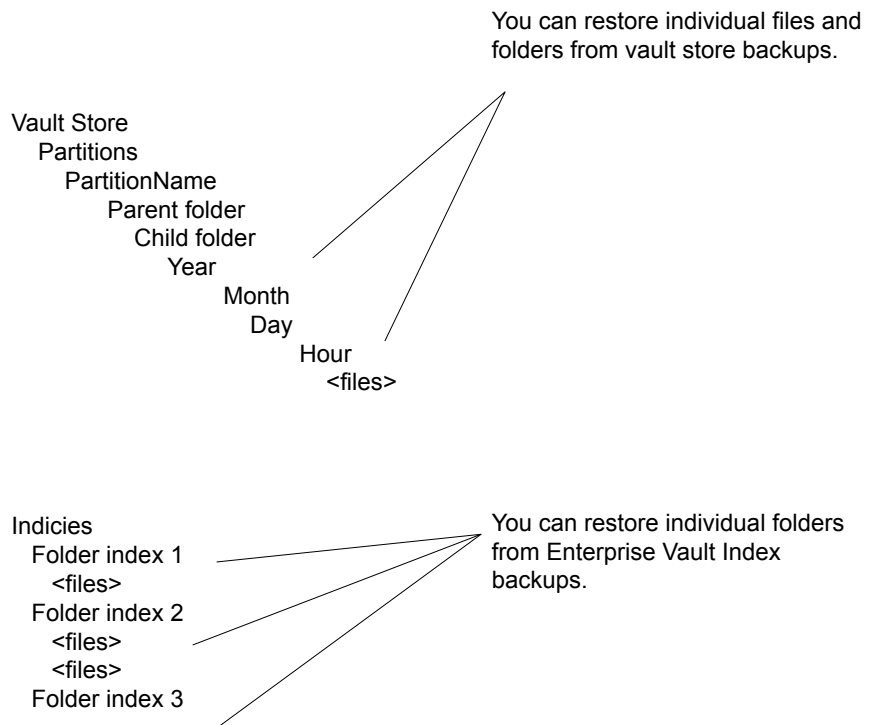 You can restore individual files and
folders from vault store backups.
Vault Store
Partitions
PartitionName
Parent folder
Child folder
Year
Month
Day
Hour
<files>
Indicies
Folder index 1
<files>
Folder index 2
<files>
<files>
Folder index 3
You can restore individual folders
from Enterprise Vault Index
backups.